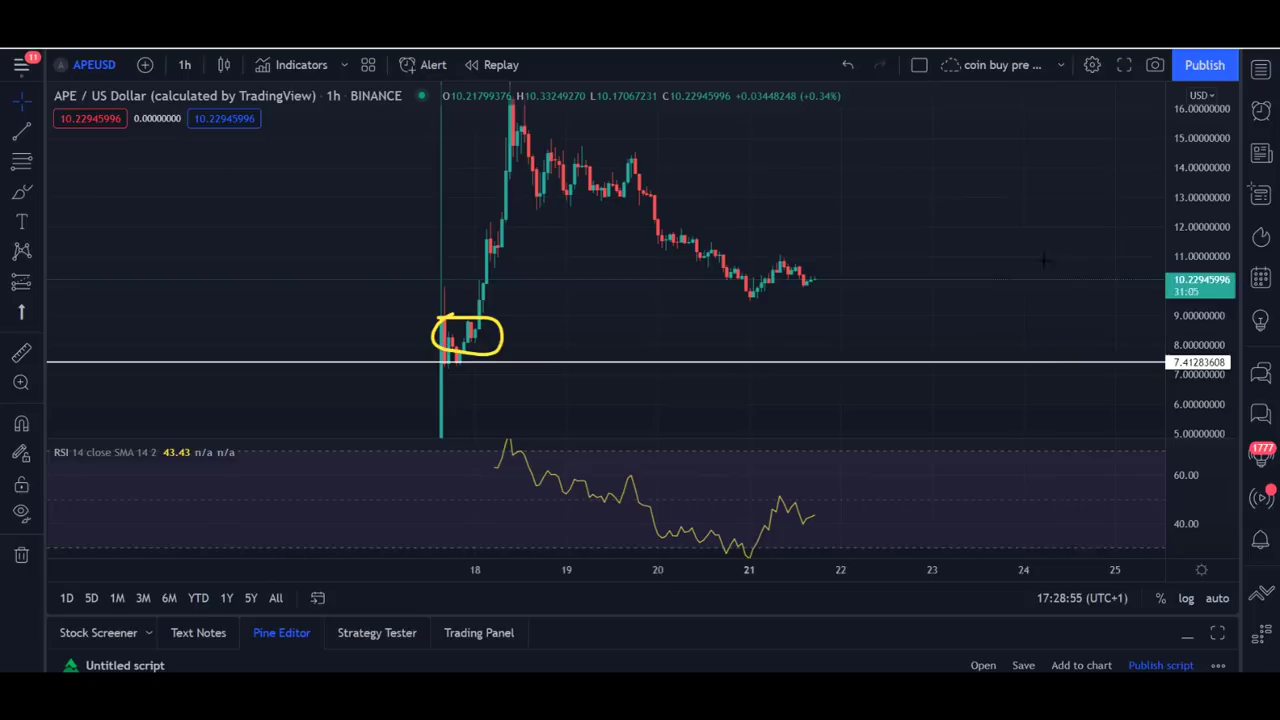 11
APEUSD
1h
Indicators
Alert
Replay
coin buy pre ...
Publish
APE / US Dollar (calculated by TradingView) · 1h · BINANCE
O10.21799376 H10.33249270 L10.17067231 C10.22945996 +0.03448248 (+0.34%)
USD
10.22945996
0.00000000
10.22945996
16.00000000
15.00000000
14.00000000
13.00000000
12.00000000
11.00000000
10.22945996
31:05
9.00000000
8.00000000
7.41283608
7.00000000
6.00000000
5.00000000
RSI 14 close SMA 14 2 43.43 n/a n/a
1777
60.00
40.00
18 19 20 21 22 23 24 25
1D 5D 1M 3M 6M YTD 1Y 5Y All
17:28:55 (UTC+1) % log auto
Stock Screener Text Notes Pine Editor Strategy Tester Trading Panel
Untitled script
Open Save Add to chart Publish script